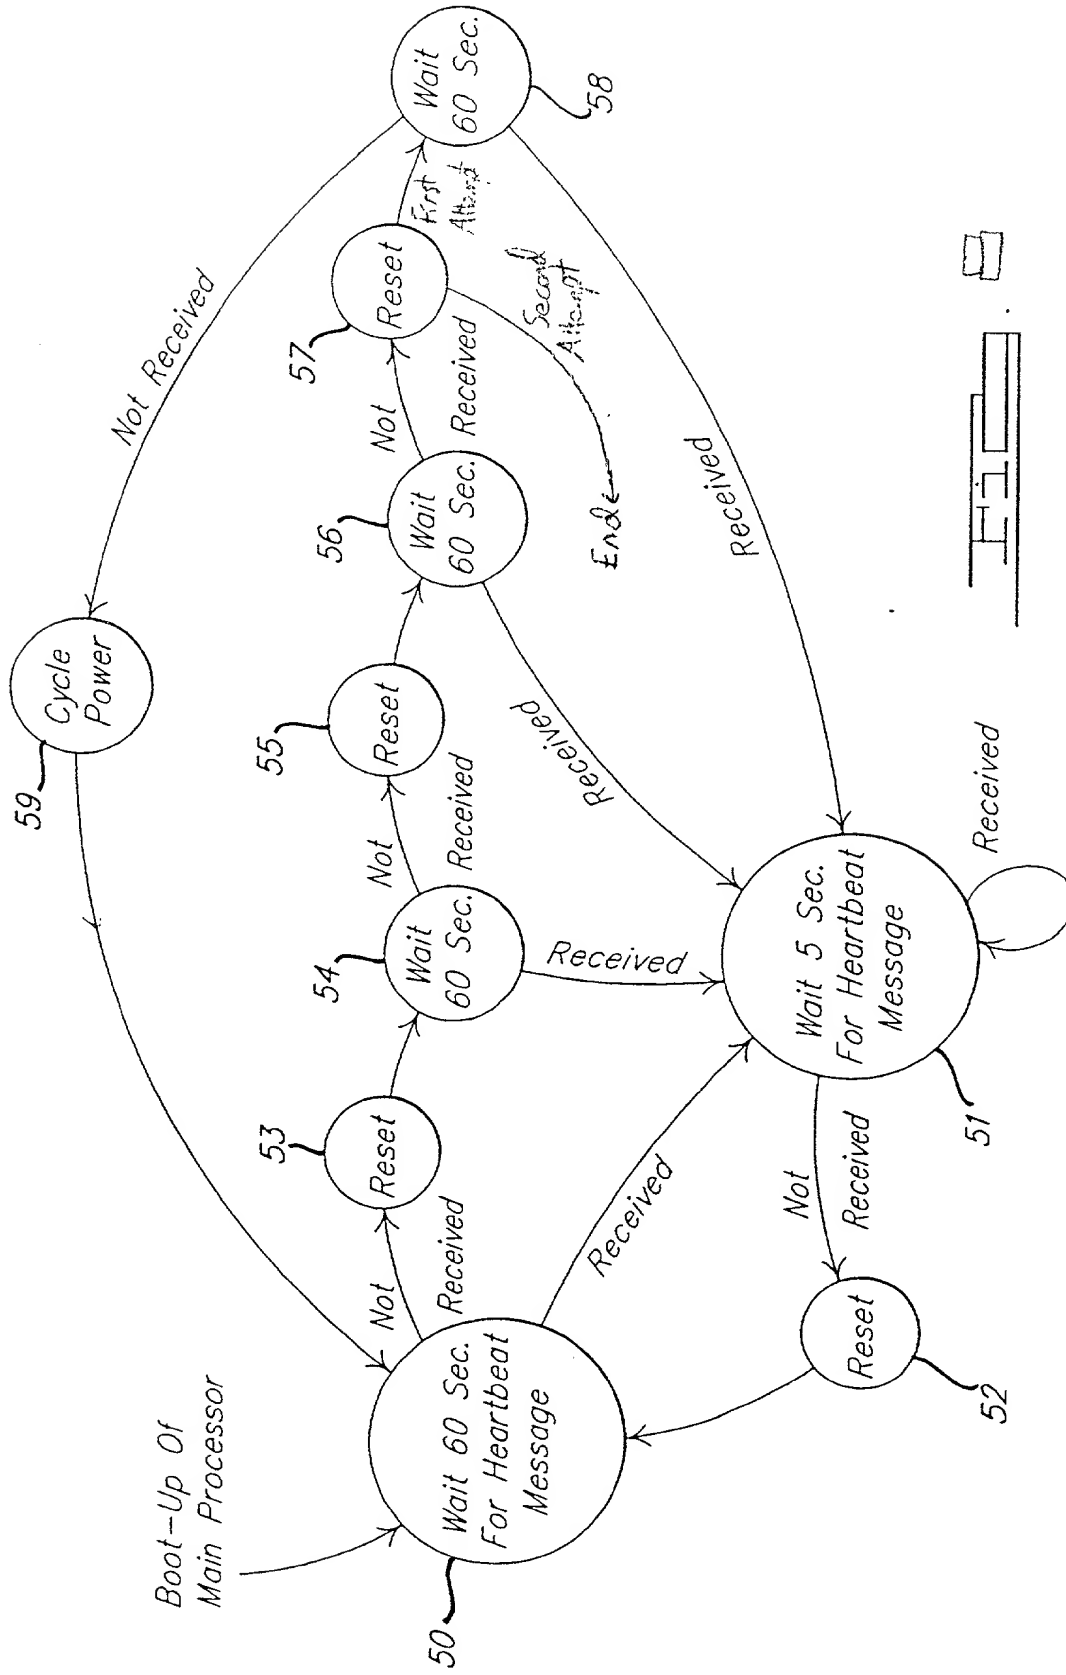 Boot-Up Of
Main Processor
50
Wait 60 Sec.
For Heartbeat
Message
Not
Received
Received
53
Reset
54
Wait
60 Sec.
Not
Received
Received
55
Reset
56
Wait
60 Sec.
Not
Received
Received
57
Reset
First
Attempt
Second
Attempt
58
Wait
60 Sec.
Not Received
Received
59
Cycle
Power
51
Wait 5 Sec.
For Heartbeat
Message
Received
Not
Received
52
Reset